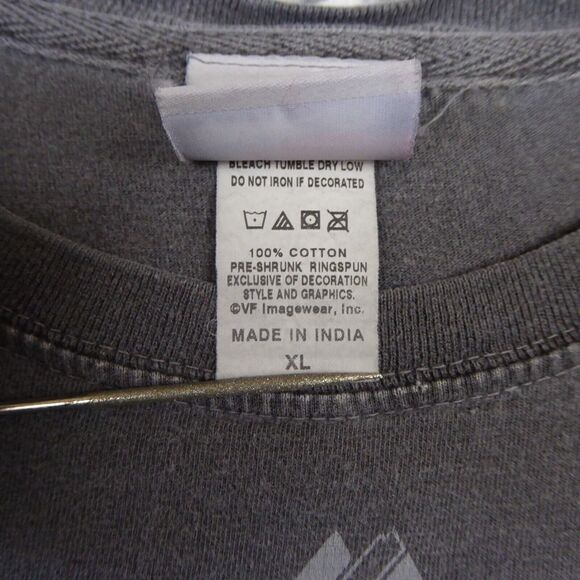 BLEACH TUMBLE DRY LOW
DO NOT IRON IF DECORATED
100% COTTON
PRE-SHRUNK RINGSPUN
EXCLUSIVE OF DECORATION
STYLE AND GRAPHICS.
©VF Imagewear, Inc.
MADE IN INDIA
XL